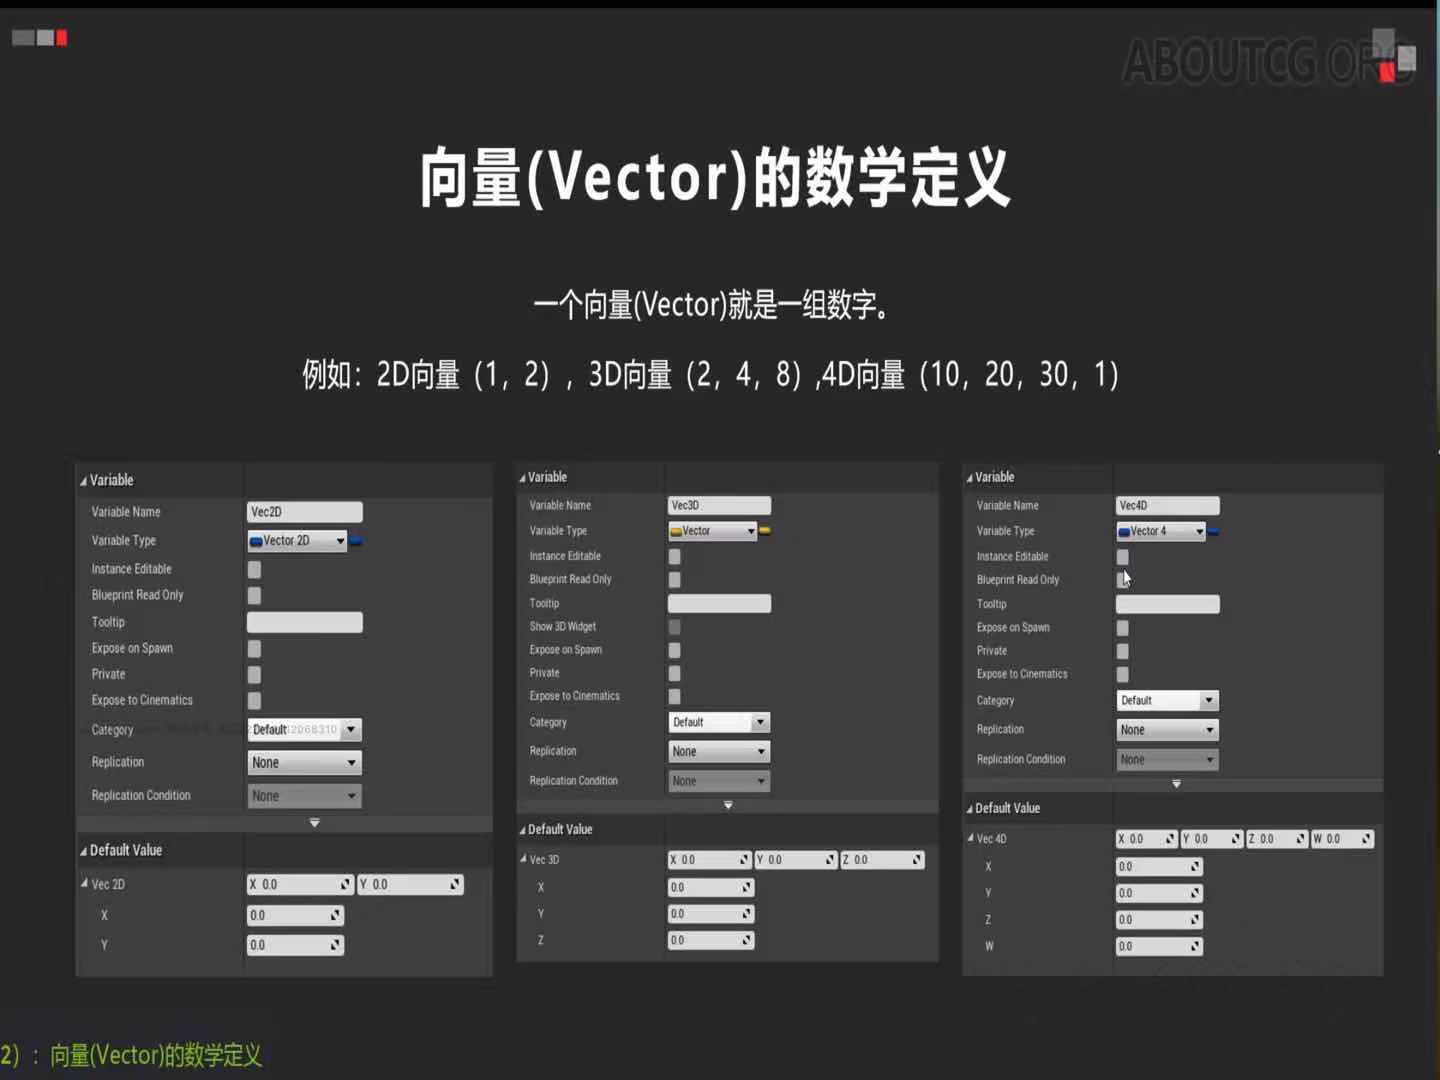 ABOUTCG.ORG
向量(Vector)的数学定义
一个向量(Vector)就是一组数字。
例如：2D向量（1，2），3D向量（2，4，8）,4D向量（10，20，30，1）
Variable
Variable Name Vec2D
Variable Type Vector 2D
Instance Editable
Blueprint Read Only
Tooltip
Expose on Spawn
Private
Expose to Cinematics
Category Default
Replication None
Replication Condition None
Default Value
Vec 2D X 0.0 Y 0.0
X 0.0
Y 0.0
Variable
Variable Name Vec3D
Variable Type Vector
Instance Editable
Blueprint Read Only
Tooltip
Show 3D Widget
Expose on Spawn
Private
Expose to Cinematics
Category Default
Replication None
Replication Condition None
Default Value
Vec 3D X 0.0 Y 0.0 Z 0.0
X 0.0
Y 0.0
Z 0.0
Variable
Variable Name Vec4D
Variable Type Vector 4
Instance Editable
Blueprint Read Only
Tooltip
Expose on Spawn
Private
Expose to Cinematics
Category Default
Replication None
Replication Condition None
Default Value
Vec 4D X 0.0 Y 0.0 Z 0.0 W 0.0
X 0.0
Y 0.0
Z 0.0
W 0.0
2）：向量(Vector)的数学定义